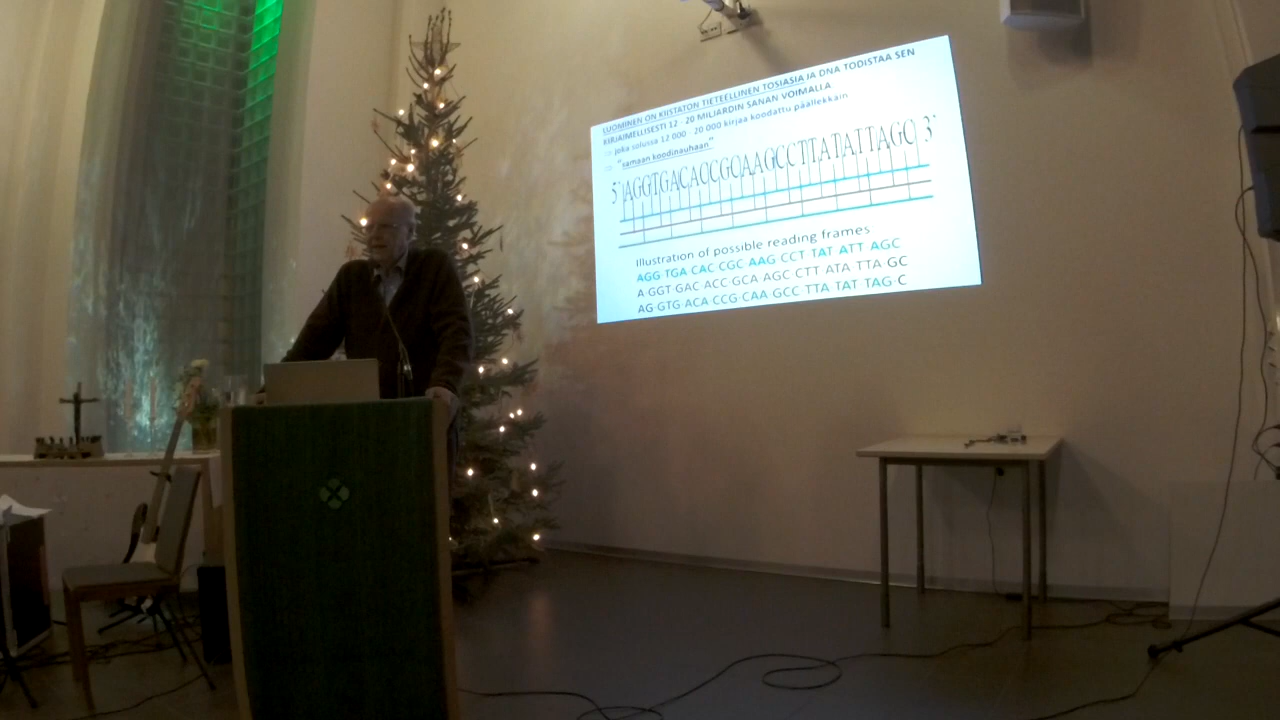 LUOMINEN ON KIISTATON TIETEELLINEN TOSIASIA JA DNA TODISTAA SEN
KIRJAIMELLISESTI 12 - 20 MILJARDIN SANAN VOIMALLA
joka solussa 12 000 - 20 000 kirjaa koodattu päällekkäin
"samaan koodinauhaan"
5´ AGGTGACACCGCAAGCCTTATATTAGC 3´
Illustration of possible reading frames
AGG TGA CAC CGC AAG CCT TAT ATT AGC
A·GGT·GAC·ACC·GCA·AGC·CTT·ATA·TTA·GC
AG·GTG·ACA·CCG·CAA·GCC·TTA·TAT·TAG·C